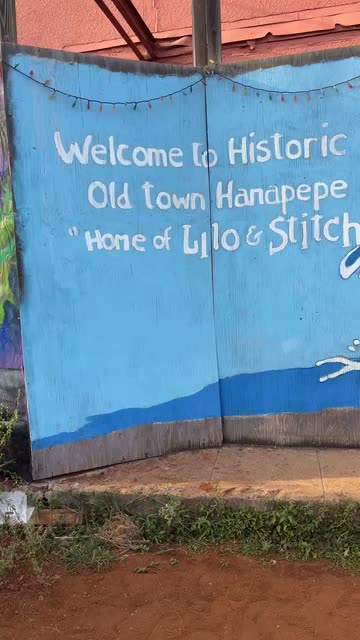 Welcome to Historic
Old Town Hanapepe
"Home of Lilo & Stitch